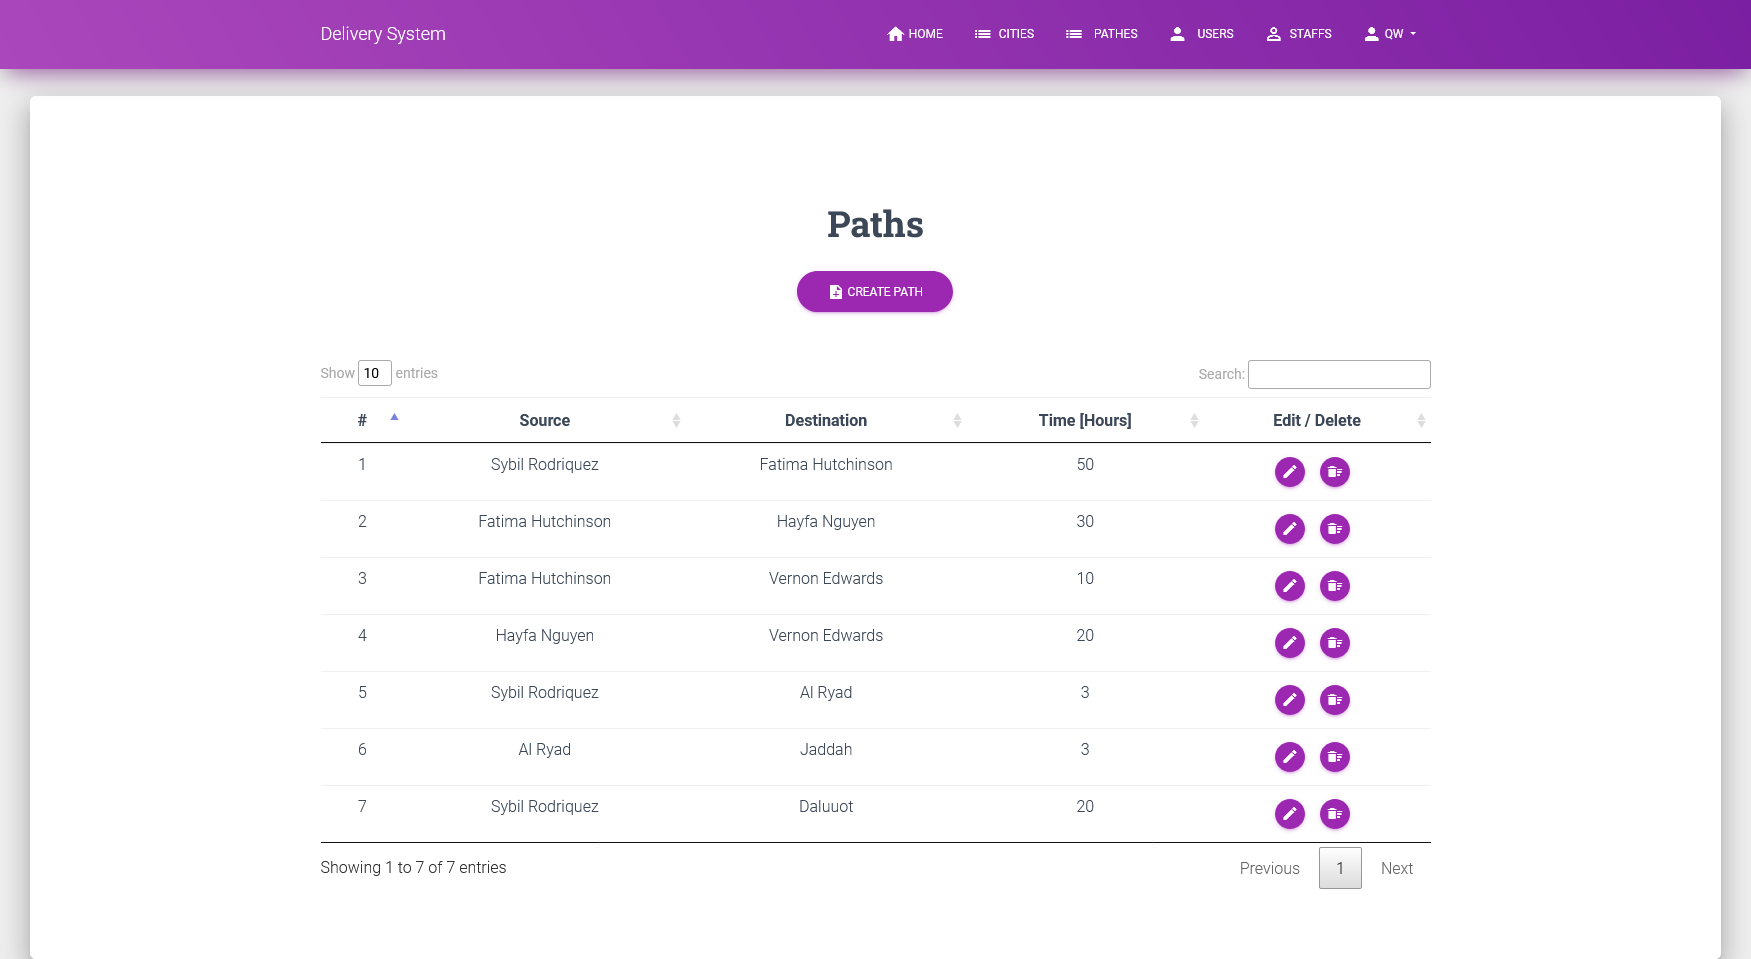 Delivery System HOME CITIES PATHES USERS STAFFS QW
Paths
CREATE PATH
Show 10 entries Search:
# Source Destination Time [Hours] Edit / Delete
1 Sybil Rodriquez Fatima Hutchinson 50
2 Fatima Hutchinson Hayfa Nguyen 30
3 Fatima Hutchinson Vernon Edwards 10
4 Hayfa Nguyen Vernon Edwards 20
5 Sybil Rodriquez Al Ryad 3
6 Al Ryad Jaddah 3
7 Sybil Rodriquez Daluuot 20
Showing 1 to 7 of 7 entries Previous 1 Next